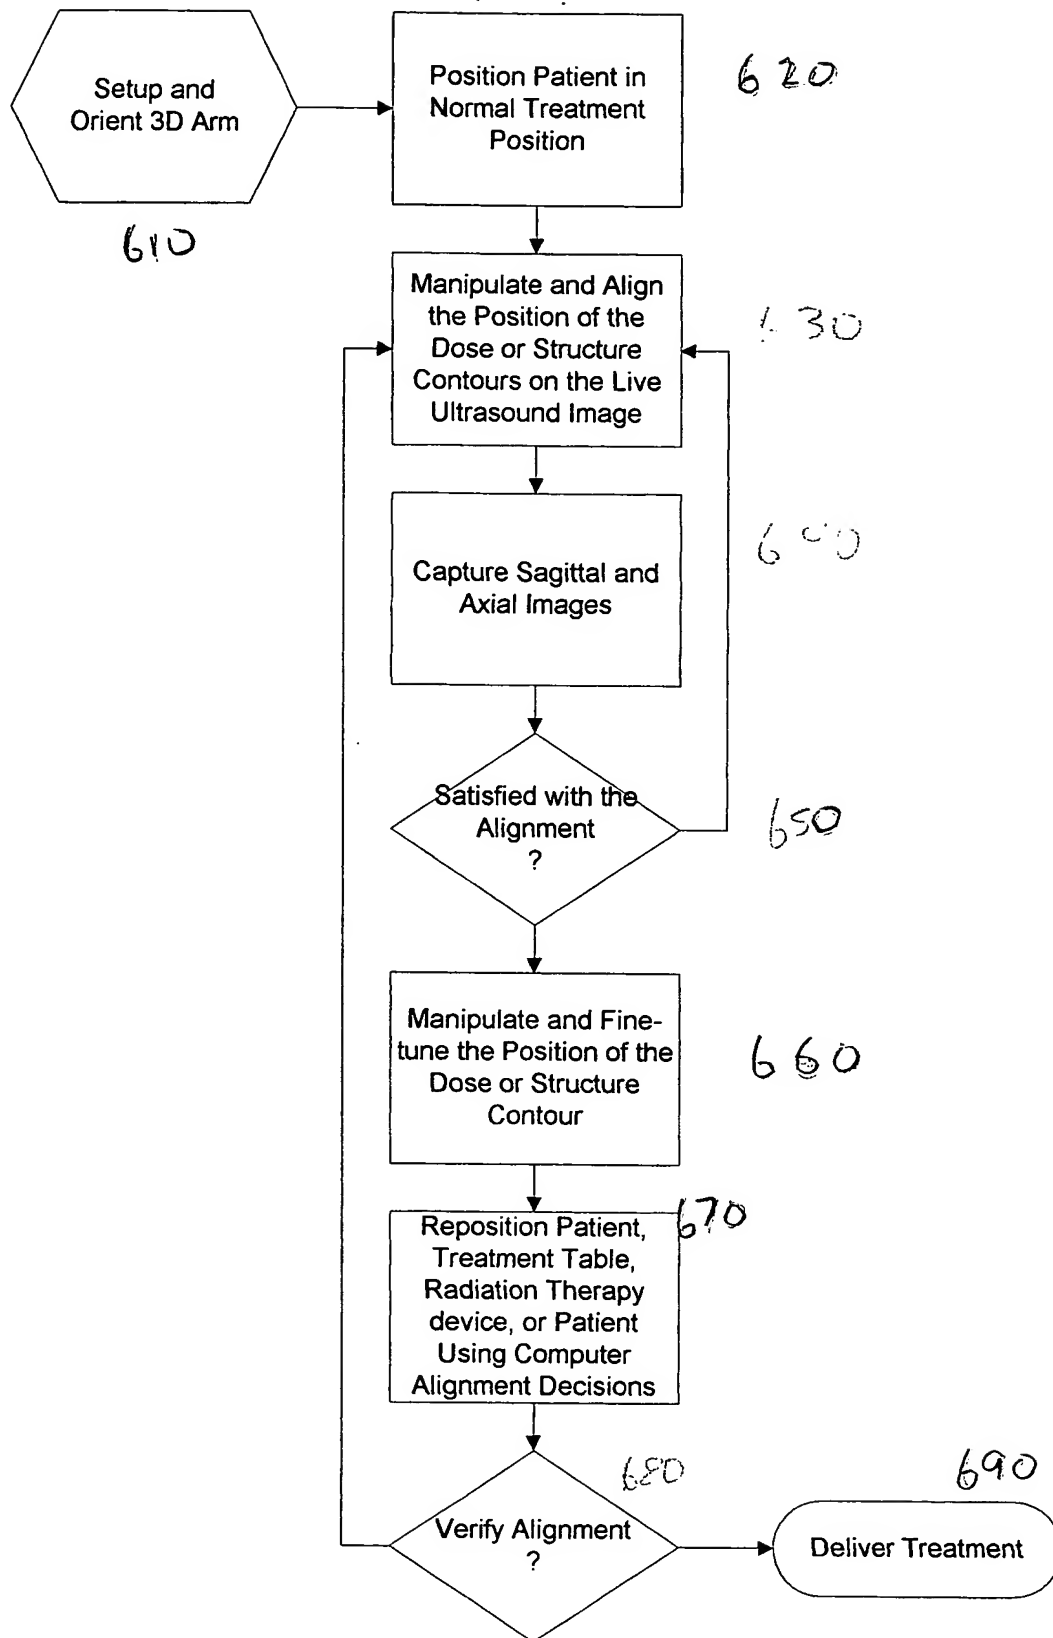 Setup and
Orient 3D Arm
610
Position Patient in
Normal Treatment
Position
620
Manipulate and Align
the Position of the
Dose or Structure
Contours on the Live
Ultrasound Image
Capture Sagittal and
Axial Images
Satisfied with the
Alignment
?
650
Manipulate and Fine-
tune the Position of the
Dose or Structure
Contour
660
670
Reposition Patient,
Treatment Table,
Radiation Therapy
device, or Patient
Using Computer
Alignment Decisions
680
Verify Alignment
?
690
Deliver Treatment